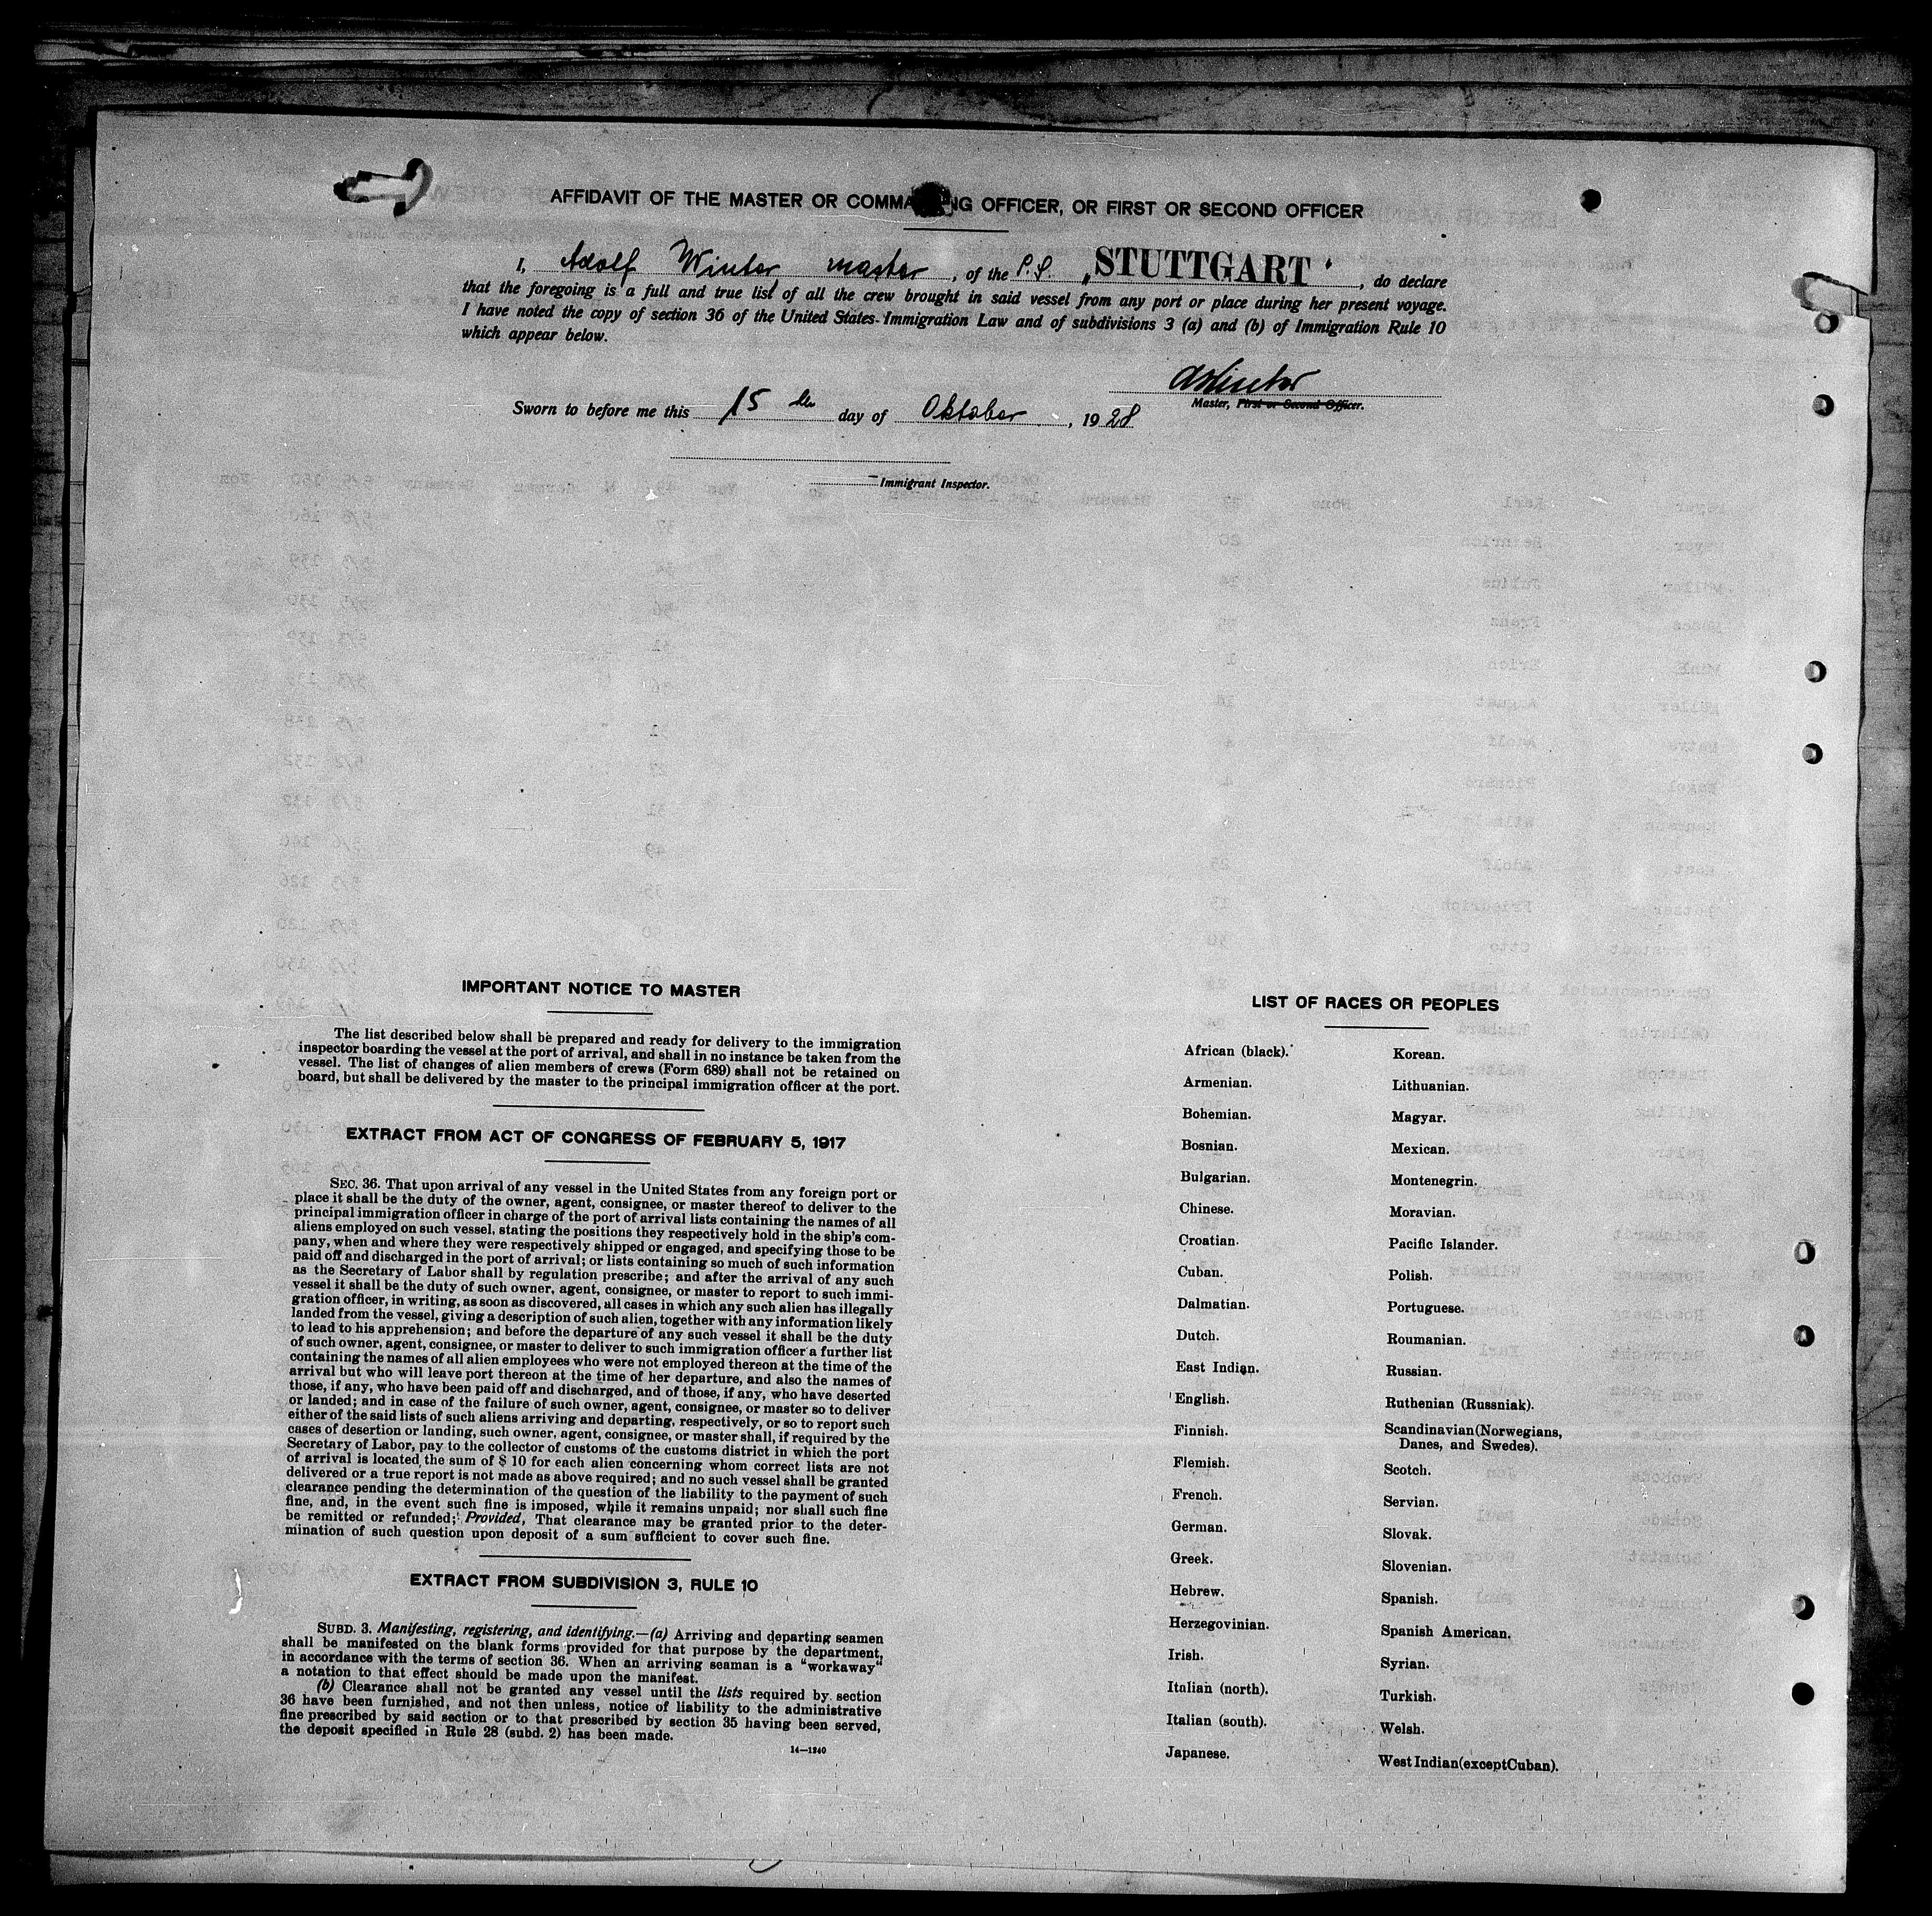 AFFIDAVIT OF THE MASTER OR COMMA NG OFFICER, OR FIRST OR SECOND OFFICER
I, Adolf Winter master, of the S. S. „STUTTGART", do declare
that the foregoing is a full and true list of all the crew brought in said vessel from any port or place during her present voyage.
I have noted the copy of section 36 of the United States Immigration Law and of subdivisions 3 (a) and (b) of Immigration Rule 10
which appear below.
AWinter
Master, First or Second Officer.
Sworn to before me this 15 day of Oktober, 1928
Immigrant Inspector.
IMPORTANT NOTICE TO MASTER
The list described below shall be prepared and ready for delivery to the immigration
inspector boarding the vessel at the port of arrival, and shall in no instance be taken from the
vessel. The list of changes of alien members of crews (Form 689) shall not be retained on
board, but shall be delivered by the master to the principal immigration officer at the port.
EXTRACT FROM ACT OF CONGRESS OF FEBRUARY 5, 1917
SEC. 36. That upon arrival of any vessel in the United States from any foreign port or
place it shall be the duty of the owner, agent, consignee, or master thereof to deliver to the
principal immigration officer in charge of the port of arrival lists containing the names of all
aliens employed on such vessel, stating the positions they respectively hold in the ship's com-
pany, when and where they were respectively shipped or engaged, and specifying those to be
paid off and discharged in the port of arrival; or lists containing so much of such information
as the Secretary of Labor shall by regulation prescribe; and after the arrival of any such
vessel it shall be the duty of such owner, agent, consignee, or master to report to such immi-
gration officer, in writing, as soon as discovered, all cases in which any such alien has illegally
landed from the vessel, giving a description of such alien, together with any information likely
to lead to his apprehension; and before the departure of any such vessel it shall be the duty
of such owner, agent, consignee, or master to deliver to such immigration officer a further list
containing the names of all alien employees who were not employed thereon at the time of the
arrival but who will leave port thereon at the time of her departure, and also the names of
those, if any, who have been paid off and discharged, and of those, if any, who have deserted
or landed; and in case of the failure of such owner, agent, consignee, or master so to deliver
either of the said lists of such aliens arriving and departing, respectively, or so to report such
cases of desertion or landing, such owner, agent, consignee, or master shall, if required by the
Secretary of Labor, pay to the collector of customs of the customs district in which the port
of arrival is located the sum of $ 10 for each alien concerning whom correct lists are not
delivered or a true report is not made as above required; and no such vessel shall be granted
clearance pending the determination of the question of the liability to the payment of such
fine, and, in the event such fine is imposed, while it remains unpaid; nor shall such fine
be remitted or refunded; Provided, That clearance may be granted prior to the deter-
mination of such question upon deposit of a sum sufficient to cover such fine.
EXTRACT FROM SUBDIVISION 3, RULE 10
SUBD. 3. Manifesting, registering, and identifying.—(a) Arriving and departing seamen
shall be manifested on the blank forms provided for that purpose by the department,
in accordance with the terms of section 36. When an arriving seaman is a "workaway"
a notation to that effect should be made upon the manifest.
(b) Clearance shall not be granted any vessel until the lists required by section
36 have been furnished, and not then unless, notice of liability to the administrative
fine prescribed by said section or to that prescribed by section 35 having been served,
the deposit specified in Rule 28 (subd. 2) has been made.
14—1240
LIST OF RACES OR PEOPLES
African (black).
Armenian.
Bohemian.
Bosnian.
Bulgarian.
Chinese.
Croatian.
Cuban.
Dalmatian.
Dutch.
East Indian.
English.
Finnish.
Flemish.
French.
German.
Greek.
Hebrew.
Herzegovinian.
Irish.
Italian (north).
Italian (south).
Japanese.
Korean.
Lithuanian.
Magyar.
Mexican.
Montenegrin.
Moravian.
Pacific Islander.
Polish.
Portuguese.
Roumanian.
Russian.
Ruthenian (Russniak).
Scandinavian(Norwegians,
Danes, and Swedes).
Scotch.
Servian.
Slovak.
Slovenian.
Spanish.
Spanish American.
Syrian.
Turkish.
Welsh.
West Indian(exceptCuban).